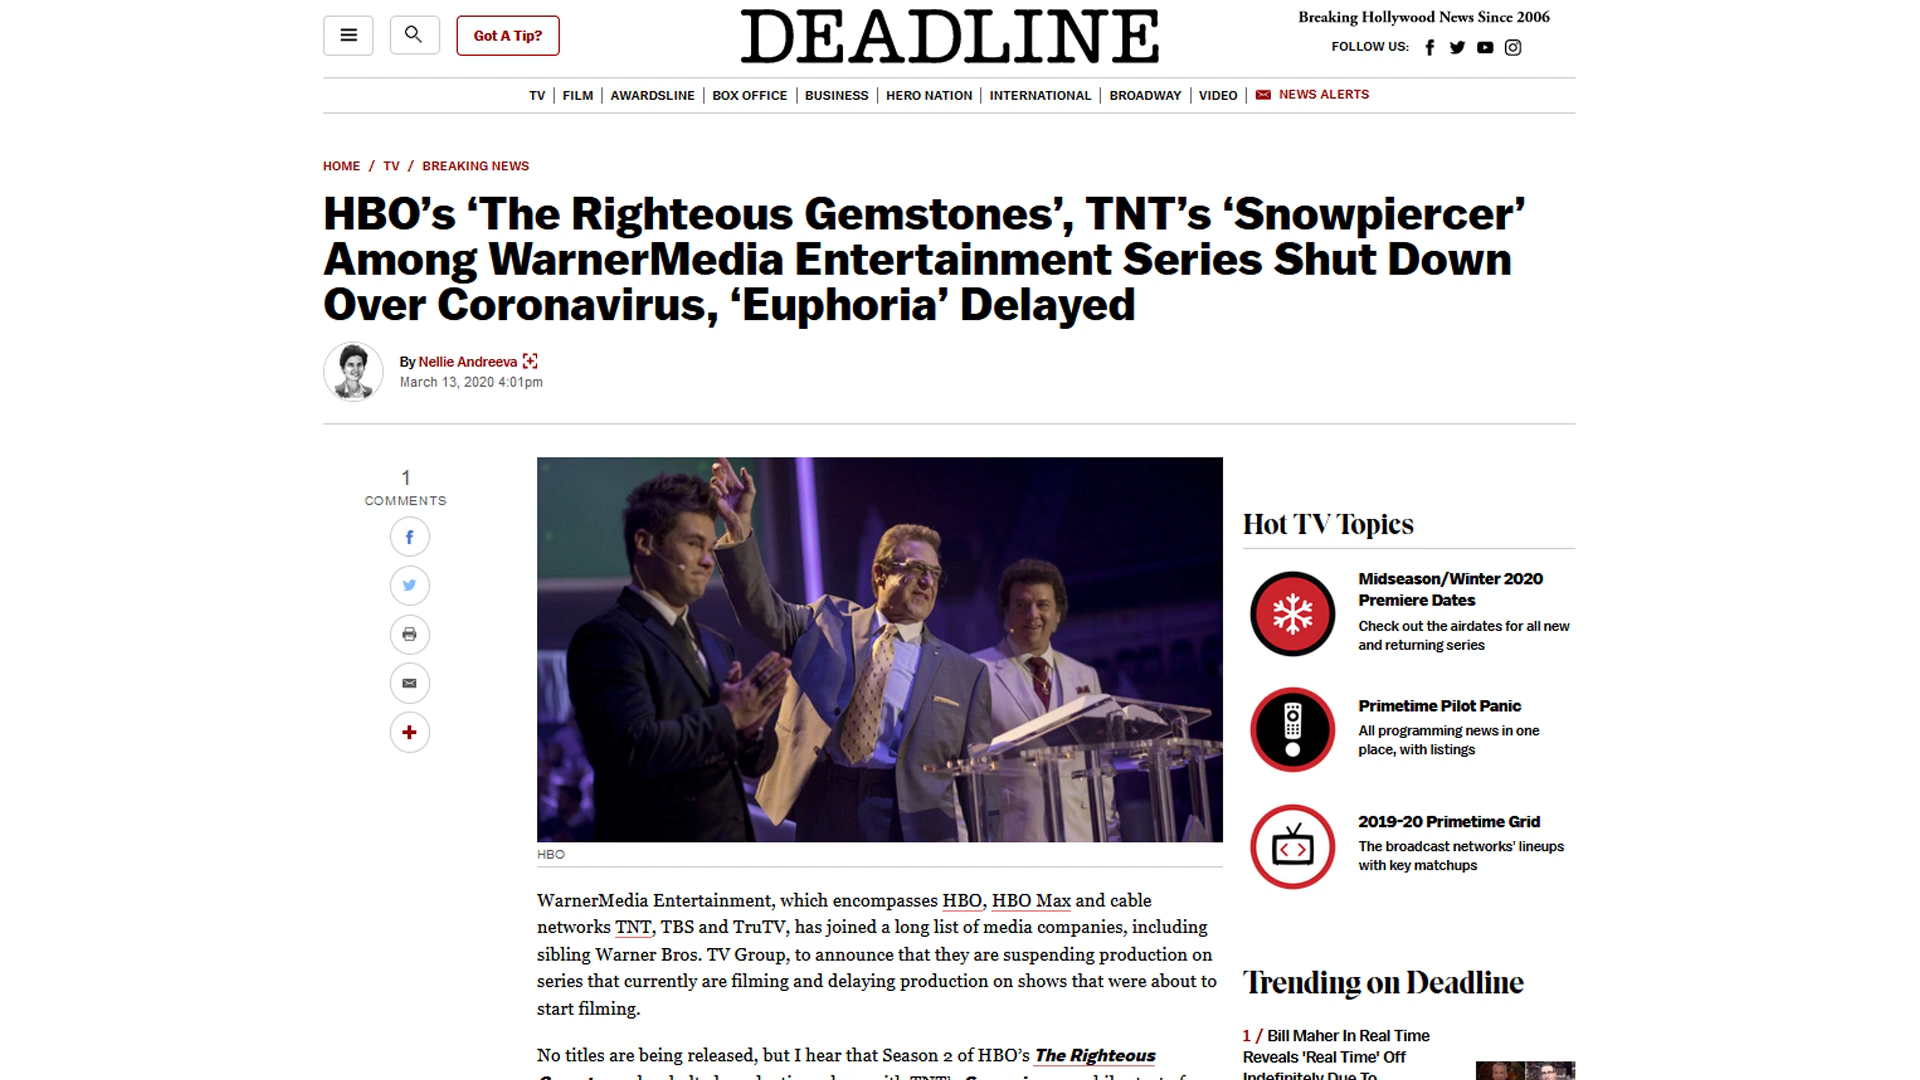 Got A Tip?
DEADLINE
Breaking Hollywood News Since 2006
FOLLOW US:
TV | FILM | AWARDSLINE | BOX OFFICE | BUSINESS | HERO NATION | INTERNATIONAL | BROADWAY | VIDEO | NEWS ALERTS
HOME / TV / BREAKING NEWS
HBO’s ‘The Righteous Gemstones’, TNT’s ‘Snowpiercer’
Among WarnerMedia Entertainment Series Shut Down
Over Coronavirus, ‘Euphoria’ Delayed
By Nellie Andreeva
March 13, 2020 4:01pm
1
COMMENTS
HBO
WarnerMedia Entertainment, which encompasses HBO, HBO Max and cable
networks TNT, TBS and TruTV, has joined a long list of media companies, including
sibling Warner Bros. TV Group, to announce that they are suspending production on
series that currently are filming and delaying production on shows that were about to
start filming.
No titles are being released, but I hear that Season 2 of HBO’s The Righteous
Hot TV Topics
Midseason/Winter 2020
Premiere Dates
Check out the airdates for all new
and returning series
Primetime Pilot Panic
All programming news in one
place, with listings
2019-20 Primetime Grid
The broadcast networks’ lineups
with key matchups
Trending on Deadline
1 / Bill Maher In Real Time
Reveals 'Real Time' Off
Indefinitely Due To